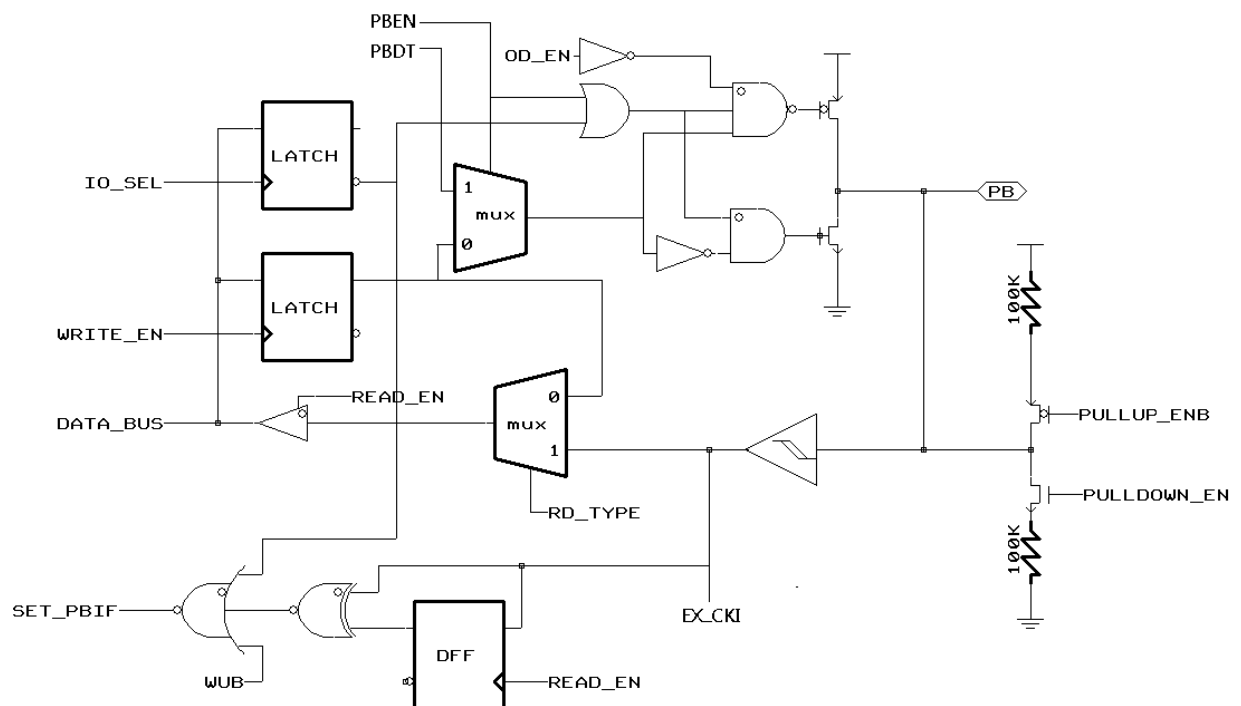 PBEN
PBDT
OD_EN
LATCH
IO_SEL
1
mux
0
PB
LATCH
WRITE_EN
100K
READ_EN
DATA_BUS
0
mux
1
PULLUP_ENB
RD_TYPE
PULLDOWN_EN
100K
SET_PBIF
EX_CKI
DFF
WUB
READ_EN